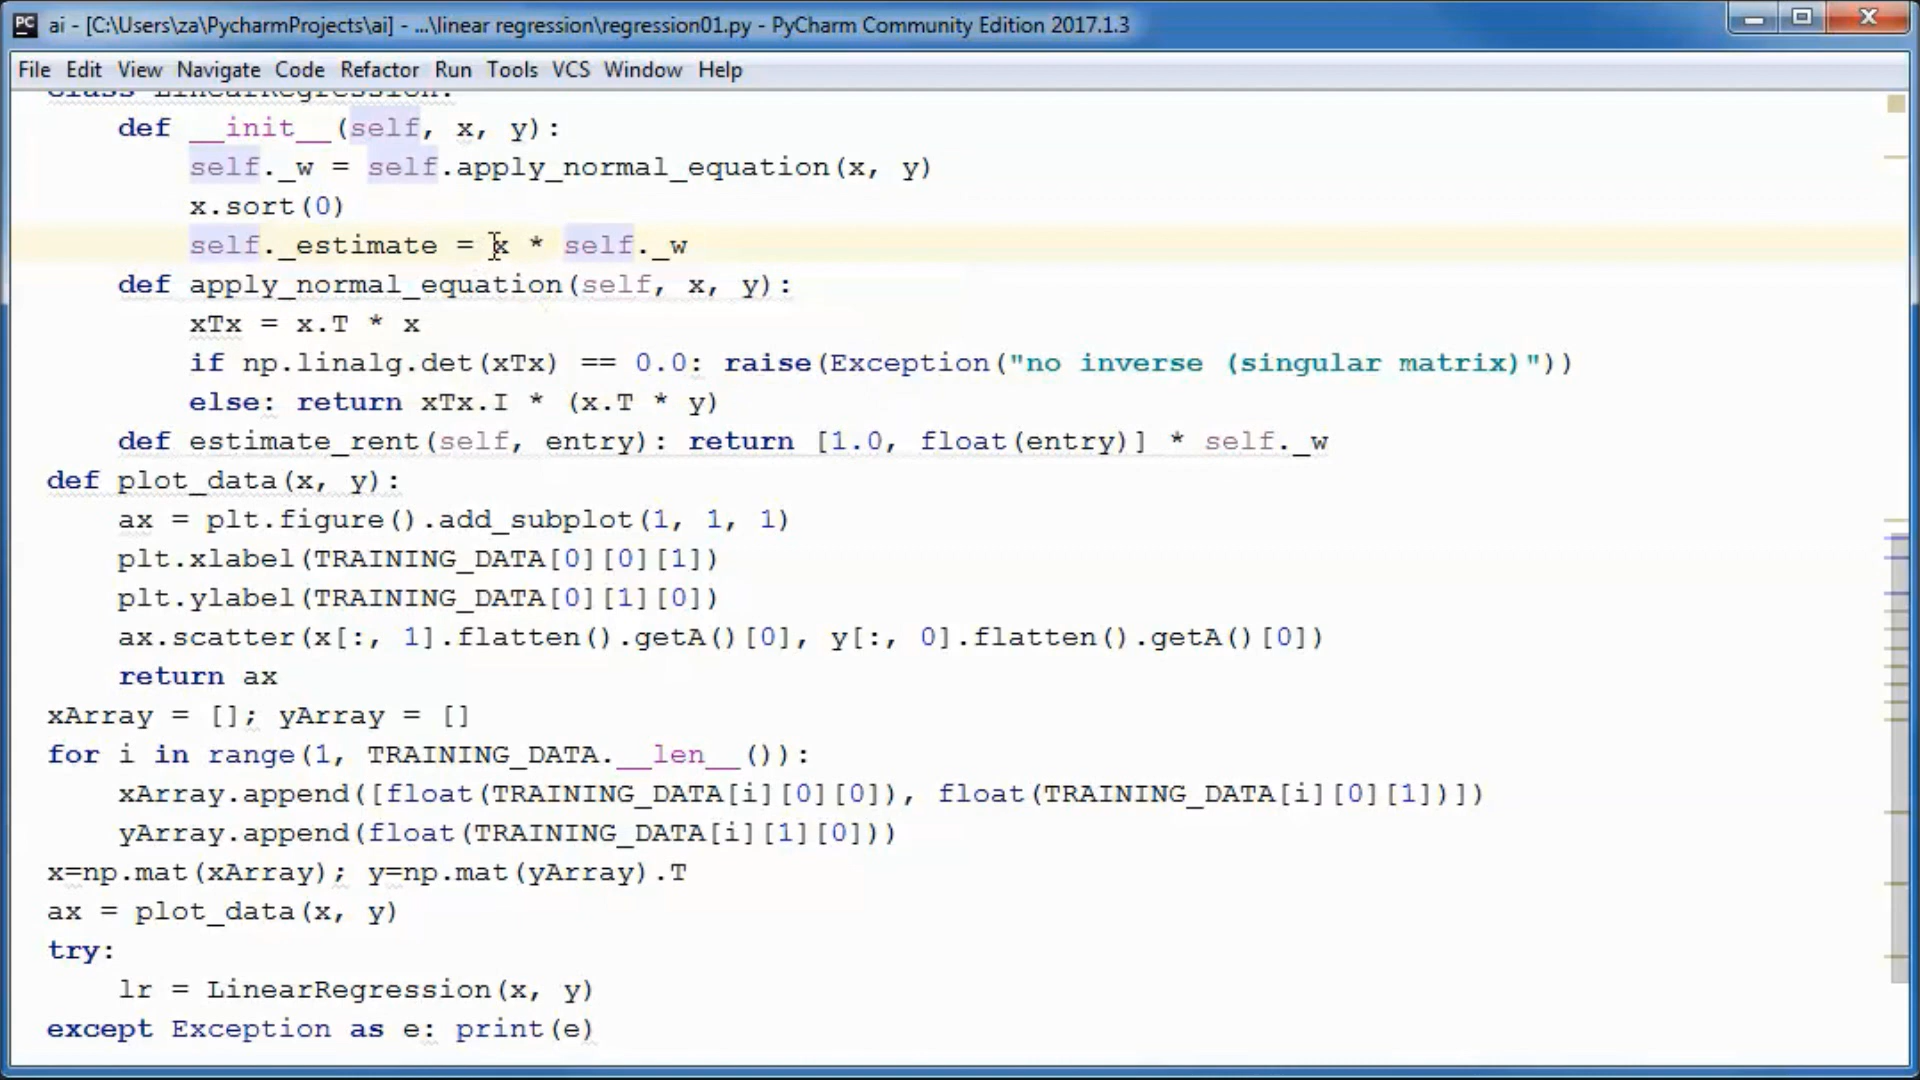 PC ai - [C:\Users\za\PycharmProjects\ai] - ...\linear regression\regression01.py - PyCharm Community Edition 2017.1.3
File Edit View Navigate Code Refactor Run Tools VCS Window Help
class LinearRegression:
    def __init__(self, x, y):
        self._w = self.apply_normal_equation(x, y)
        x.sort(0)
        self._estimate = x * self._w
    def apply_normal_equation(self, x, y):
        xTx = x.T * x
        if np.linalg.det(xTx) == 0.0: raise(Exception("no inverse (singular matrix)"))
        else: return xTx.I * (x.T * y)
    def estimate_rent(self, entry): return [1.0, float(entry)] * self._w
def plot_data(x, y):
    ax = plt.figure().add_subplot(1, 1, 1)
    plt.xlabel(TRAINING_DATA[0][0][1])
    plt.ylabel(TRAINING_DATA[0][1][0])
    ax.scatter(x[:, 1].flatten().getA()[0], y[:, 0].flatten().getA()[0])
    return ax
xArray = []; yArray = []
for i in range(1, TRAINING_DATA.__len__()):
    xArray.append([float(TRAINING_DATA[i][0][0]), float(TRAINING_DATA[i][0][1])])
    yArray.append(float(TRAINING_DATA[i][1][0]))
x=np.mat(xArray); y=np.mat(yArray).T
ax = plot_data(x, y)
try:
    lr = LinearRegression(x, y)
except Exception as e: print(e)